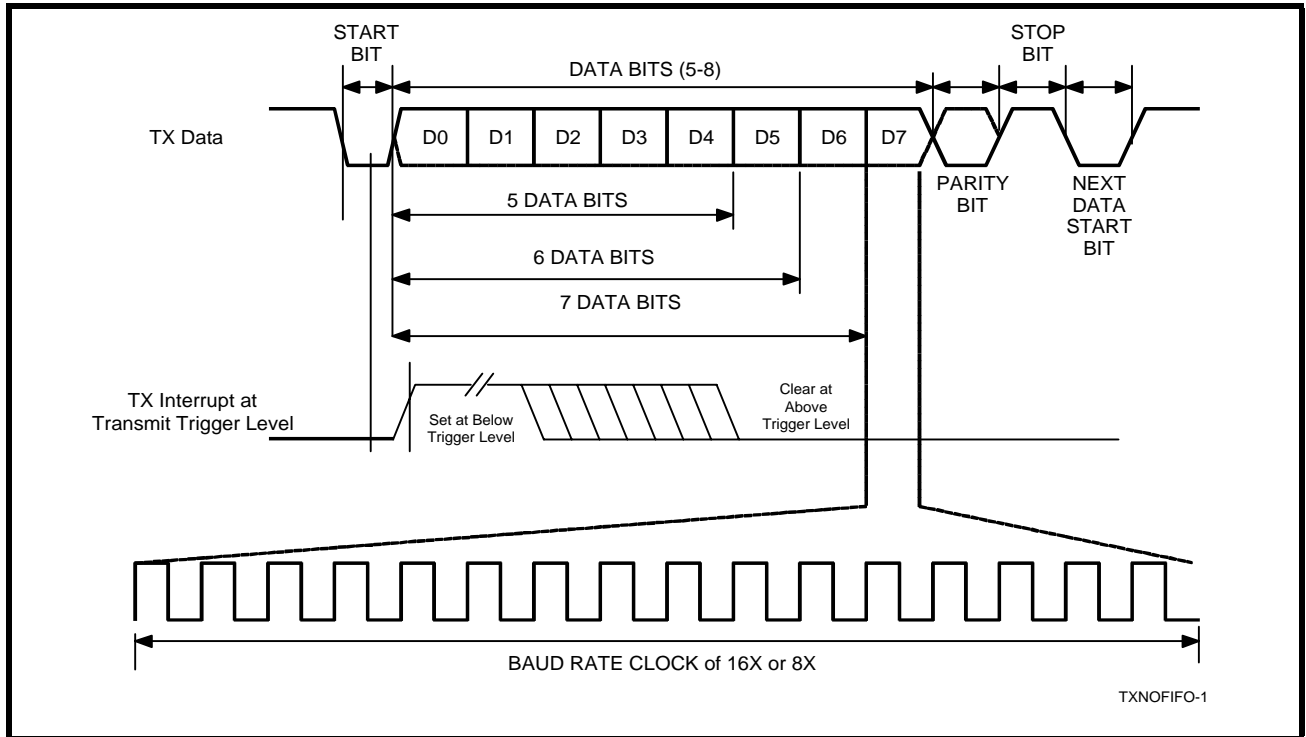 START
BIT
DATA BITS (5-8)
STOP
BIT
TX Data
D0 D1 D2 D3 D4 D5 D6 D7
PARITY
BIT
NEXT
DATA
START
BIT
5 DATA BITS
6 DATA BITS
7 DATA BITS
TX Interrupt at
Transmit Trigger Level
Set at Below
Trigger Level
Clear at
Above
Trigger Level
BAUD RATE CLOCK of 16X or 8X
TXNOFIFO-1